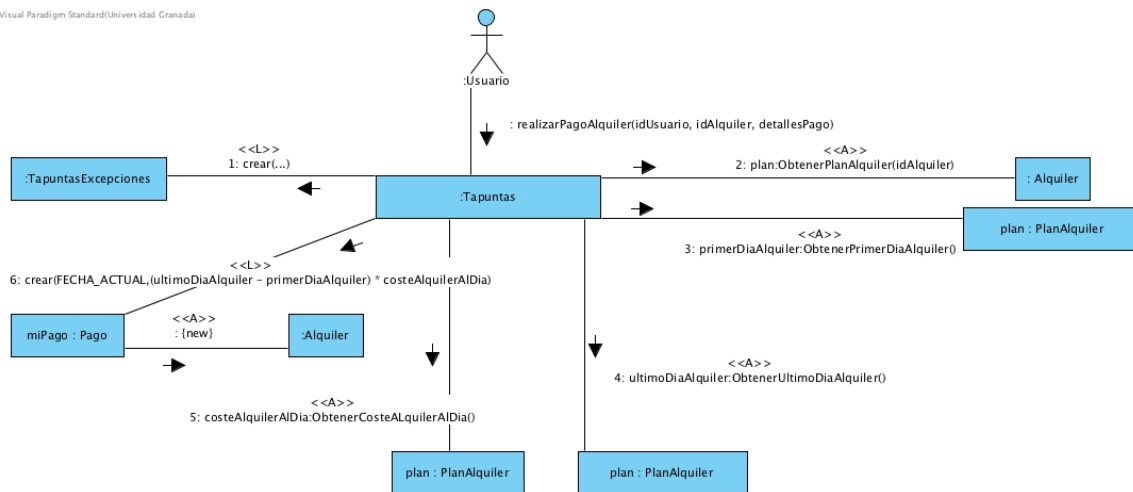 Visual Paradigm Standard(Universidad Granada)
:Usuario
: realizarPagoAlquiler(idUsuario, idAlquiler, detallesPago)
<<L>>
1: crear(...)
<<A>>
2: plan:ObtenerPlanAlquiler(idAlquiler)
:TapuntasExcepciones
:Tapuntas
: Alquiler
plan : PlanAlquiler
<<A>>
3: primerDiaAlquiler:ObtenerPrimerDiaAlquiler()
<<L>>
6: crear(FECHA_ACTUAL,(ultimoDiaAlquiler - primerDiaAlquiler) * costeAlquilerAlDia)
miPago : Pago
<<A>>
: {new}
:Alquiler
<<A>>
4: ultimoDiaAlquiler:ObtenerUltimoDiaAlquiler()
<<A>>
5: costeAlquilerAlDia:ObtenerCosteALquilerAlDia()
plan : PlanAlquiler
plan : PlanAlquiler